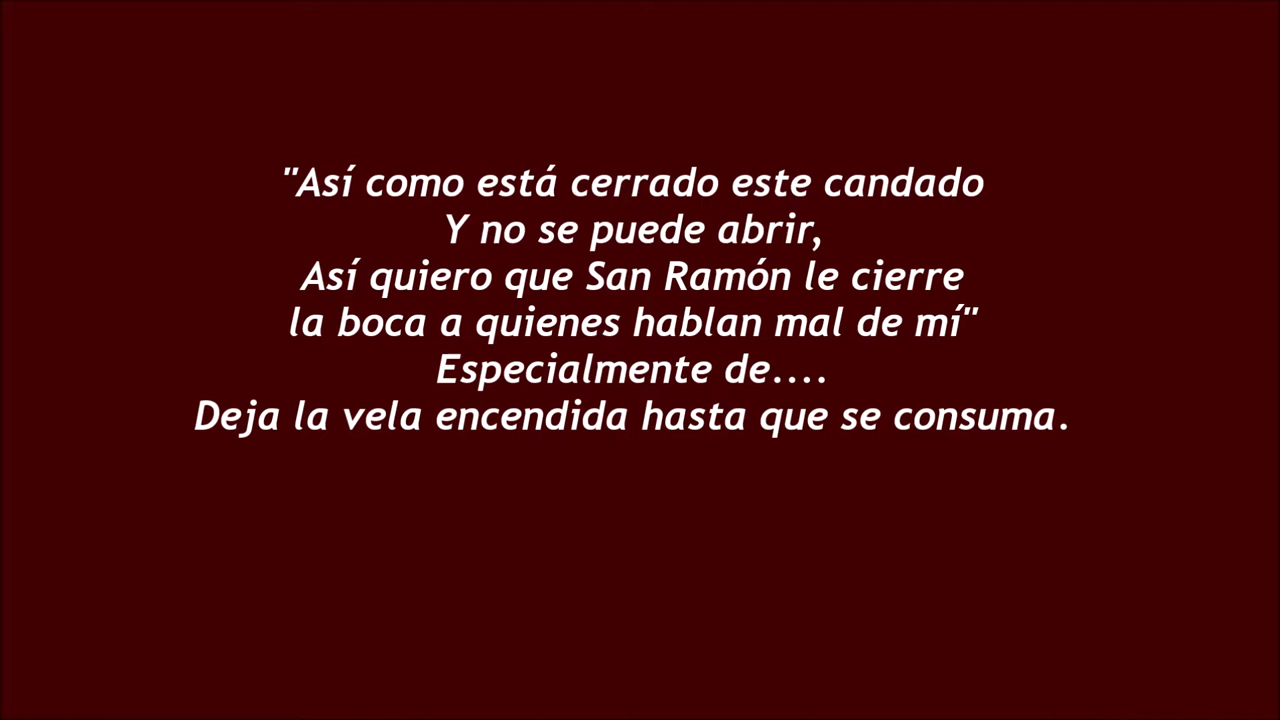 "Así como está cerrado este candado
Y no se puede abrir,
Así quiero que San Ramón le cierre
la boca a quienes hablan mal de mí"
Especialmente de....
Deja la vela encendida hasta que se consuma.